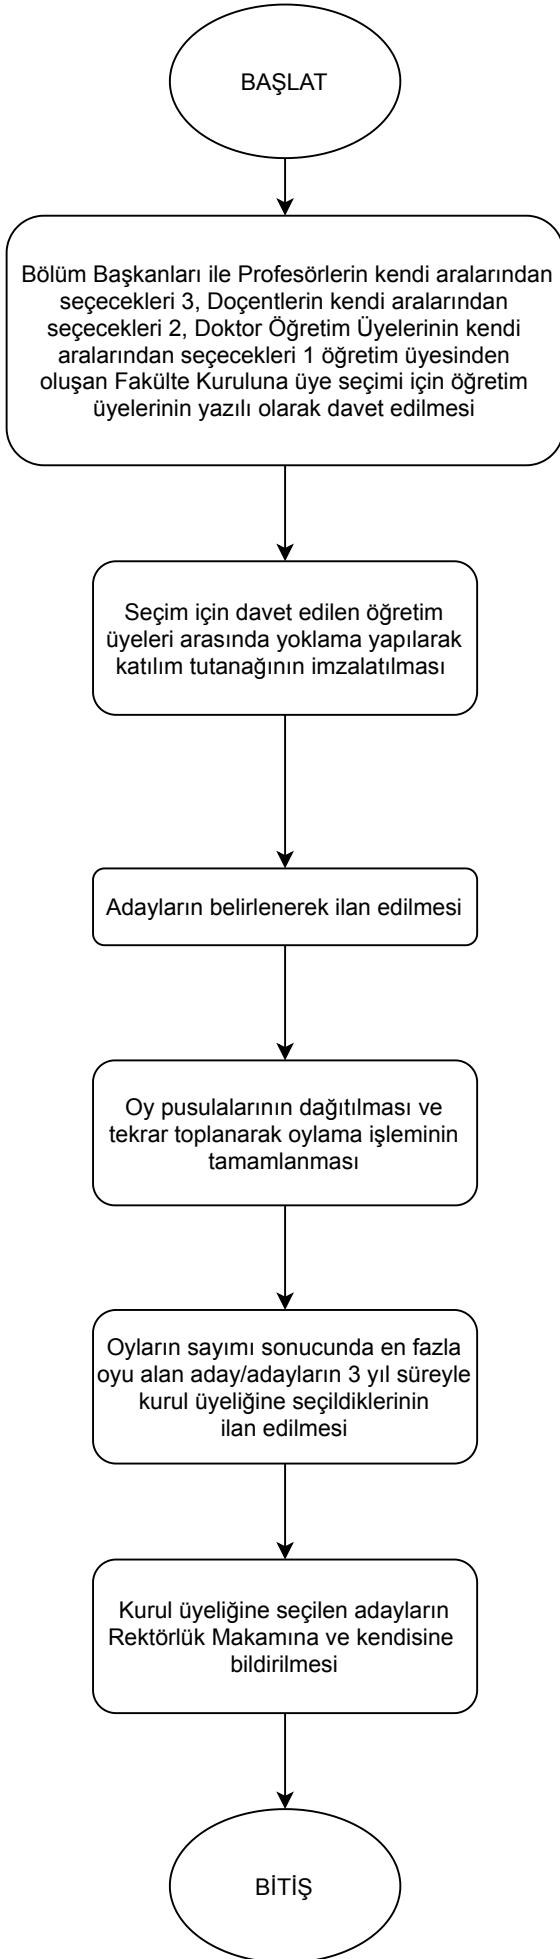 BAŞLAT
Bölüm Başkanları ile Profesörlerin kendi aralarından
seçecekleri 3, Doçentlerin kendi aralarından
seçecekleri 2, Doktor Öğretim Üyelerinin kendi
aralarından seçecekleri 1 öğretim üyesinden
oluşan Fakülte Kuruluna üye seçimi için öğretim
üyelerinin yazılı olarak davet edilmesi
Seçim için davet edilen öğretim
üyeleri arasında yoklama yapılarak
katılım tutanağının imzalatılması
Adayların belirlenerek ilan edilmesi
Oy pusulalarının dağıtılması ve
tekrar toplanarak oylama işleminin
tamamlanması
Oyların sayımı sonucunda en fazla
oyu alan aday/adayların 3 yıl süreyle
kurul üyeliğine seçildiklerinin
ilan edilmesi
Kurul üyeliğine seçilen adayların
Rektörlük Makamına ve kendisine
bildirilmesi
BİTİŞ